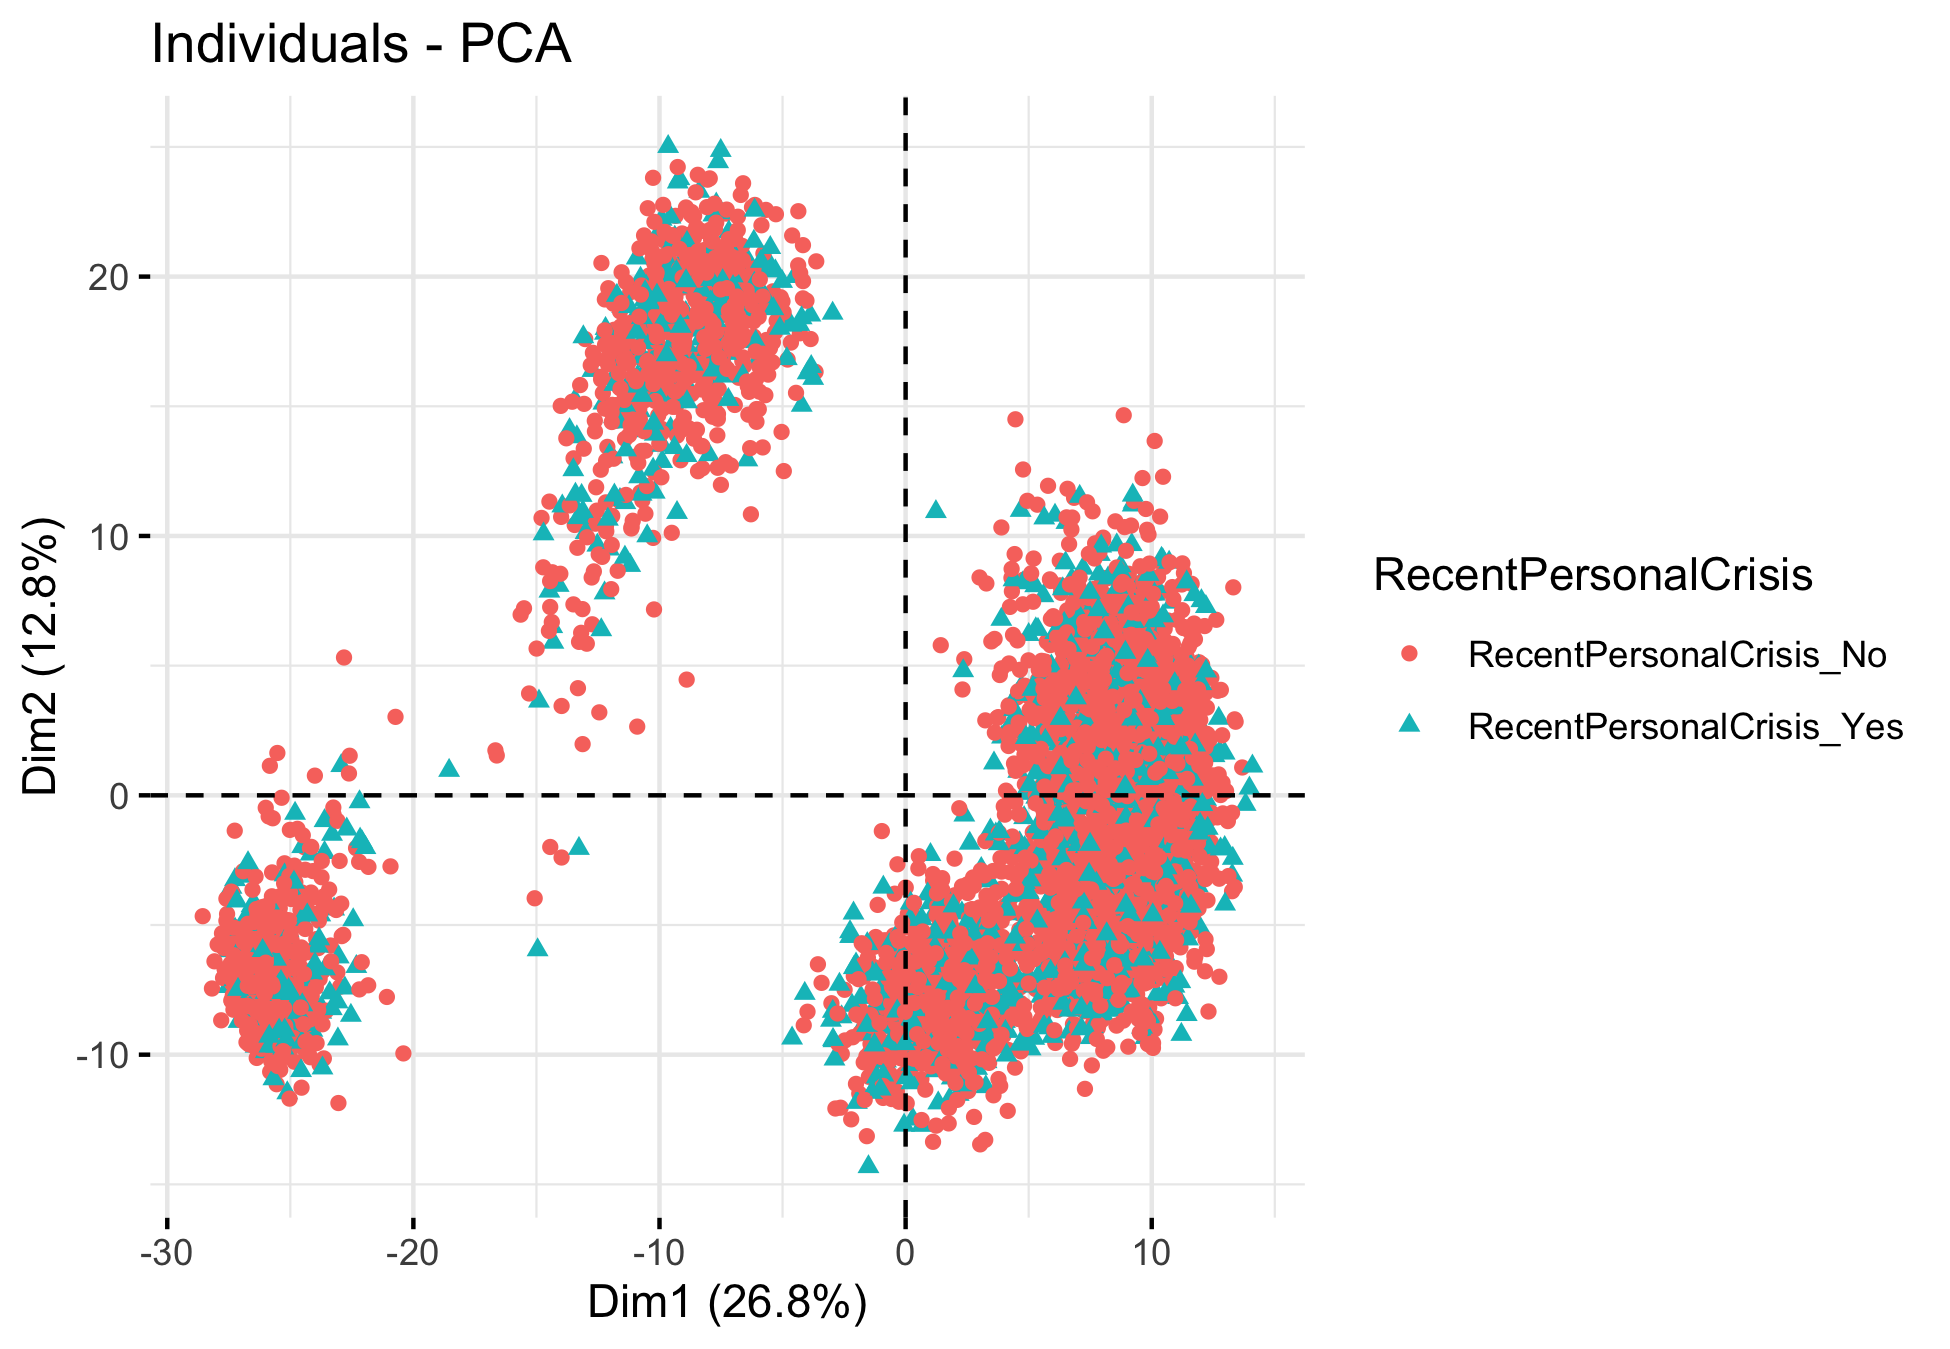 Individuals - PCA
20
10
0
-10
Dim2 (12.8%)
-30
-20
-10
0
10
Dim1 (26.8%)
RecentPersonalCrisis
RecentPersonalCrisis_No
RecentPersonalCrisis_Yes